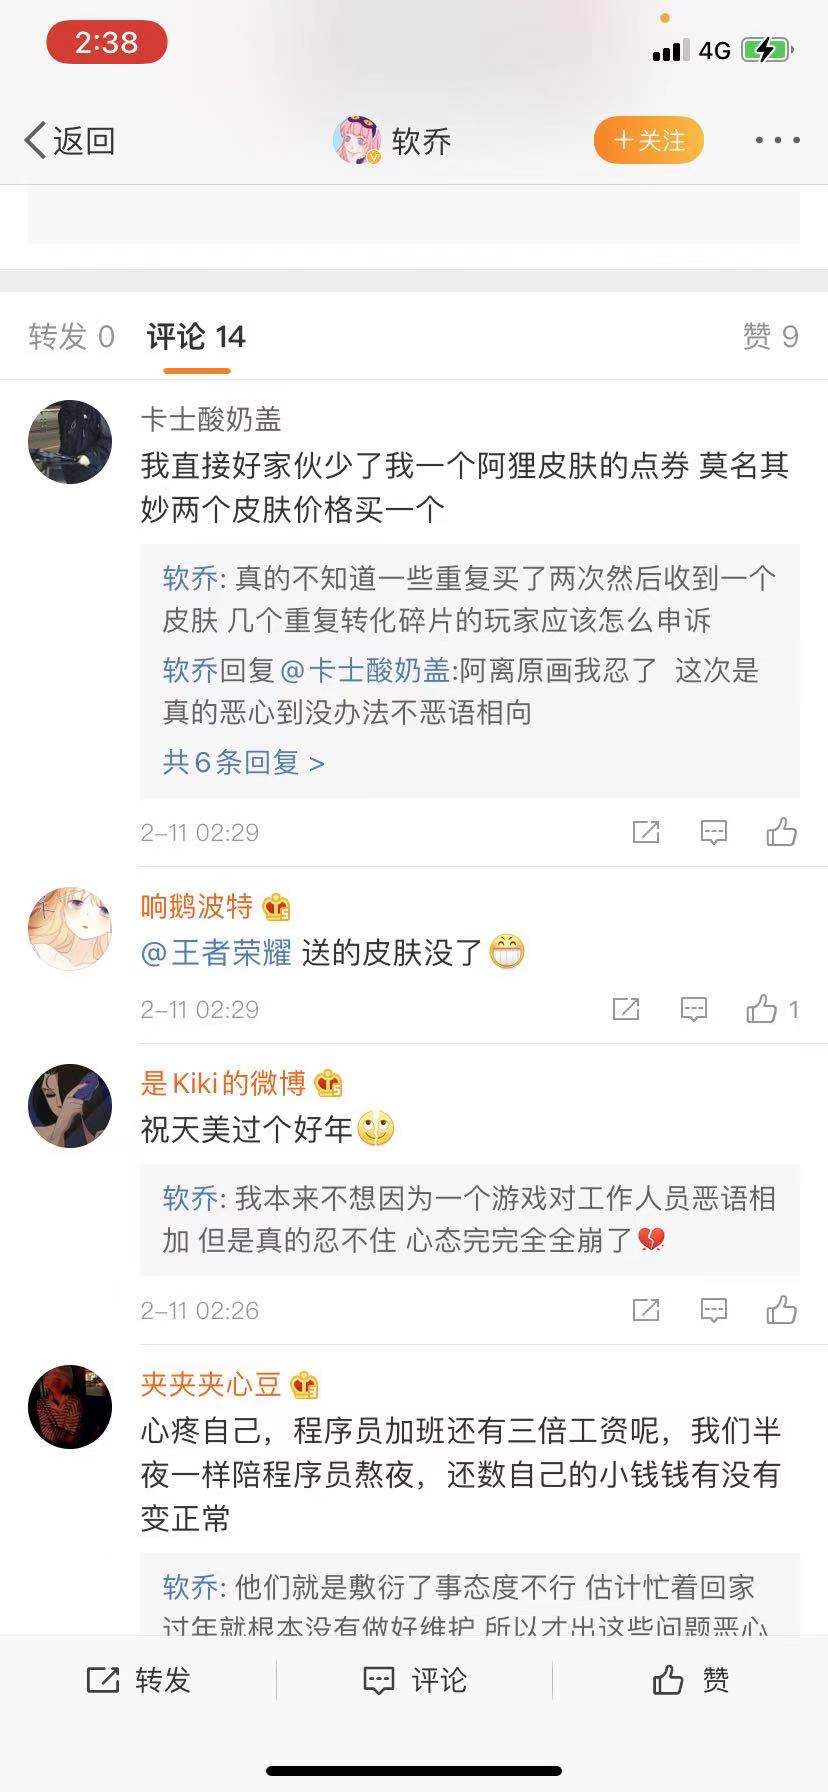 2:38
4G
返回
软乔
+关注
转发 0
评论 14
赞 9
卡士酸奶盖
我直接好家伙少了我一个阿狸皮肤的点券 莫名其
妙两个皮肤价格买一个
软乔: 真的不知道一些重复买了两次然后收到一个
皮肤 几个重复转化碎片的玩家应该怎么申诉
软乔回复@卡士酸奶盖:阿离原画我忍了 这次是
真的恶心到没办法不恶语相向
共6条回复 >
2-11 02:29
响鹅波特
@王者荣耀 送的皮肤没了
2-11 02:29
1
是Kiki的微博
祝天美过个好年
软乔: 我本来不想因为一个游戏对工作人员恶语相
加 但是真的忍不住 心态完完全全崩了
2-11 02:26
夹夹夹心豆
心疼自己，程序员加班还有三倍工资呢，我们半
夜一样陪程序员熬夜，还数自己的小钱钱有没有
变正常
软乔: 他们就是敷衍了事态度不行 估计忙着回家
过年就根本没有做好维护 所以才出这些问题恶心
转发
评论
赞